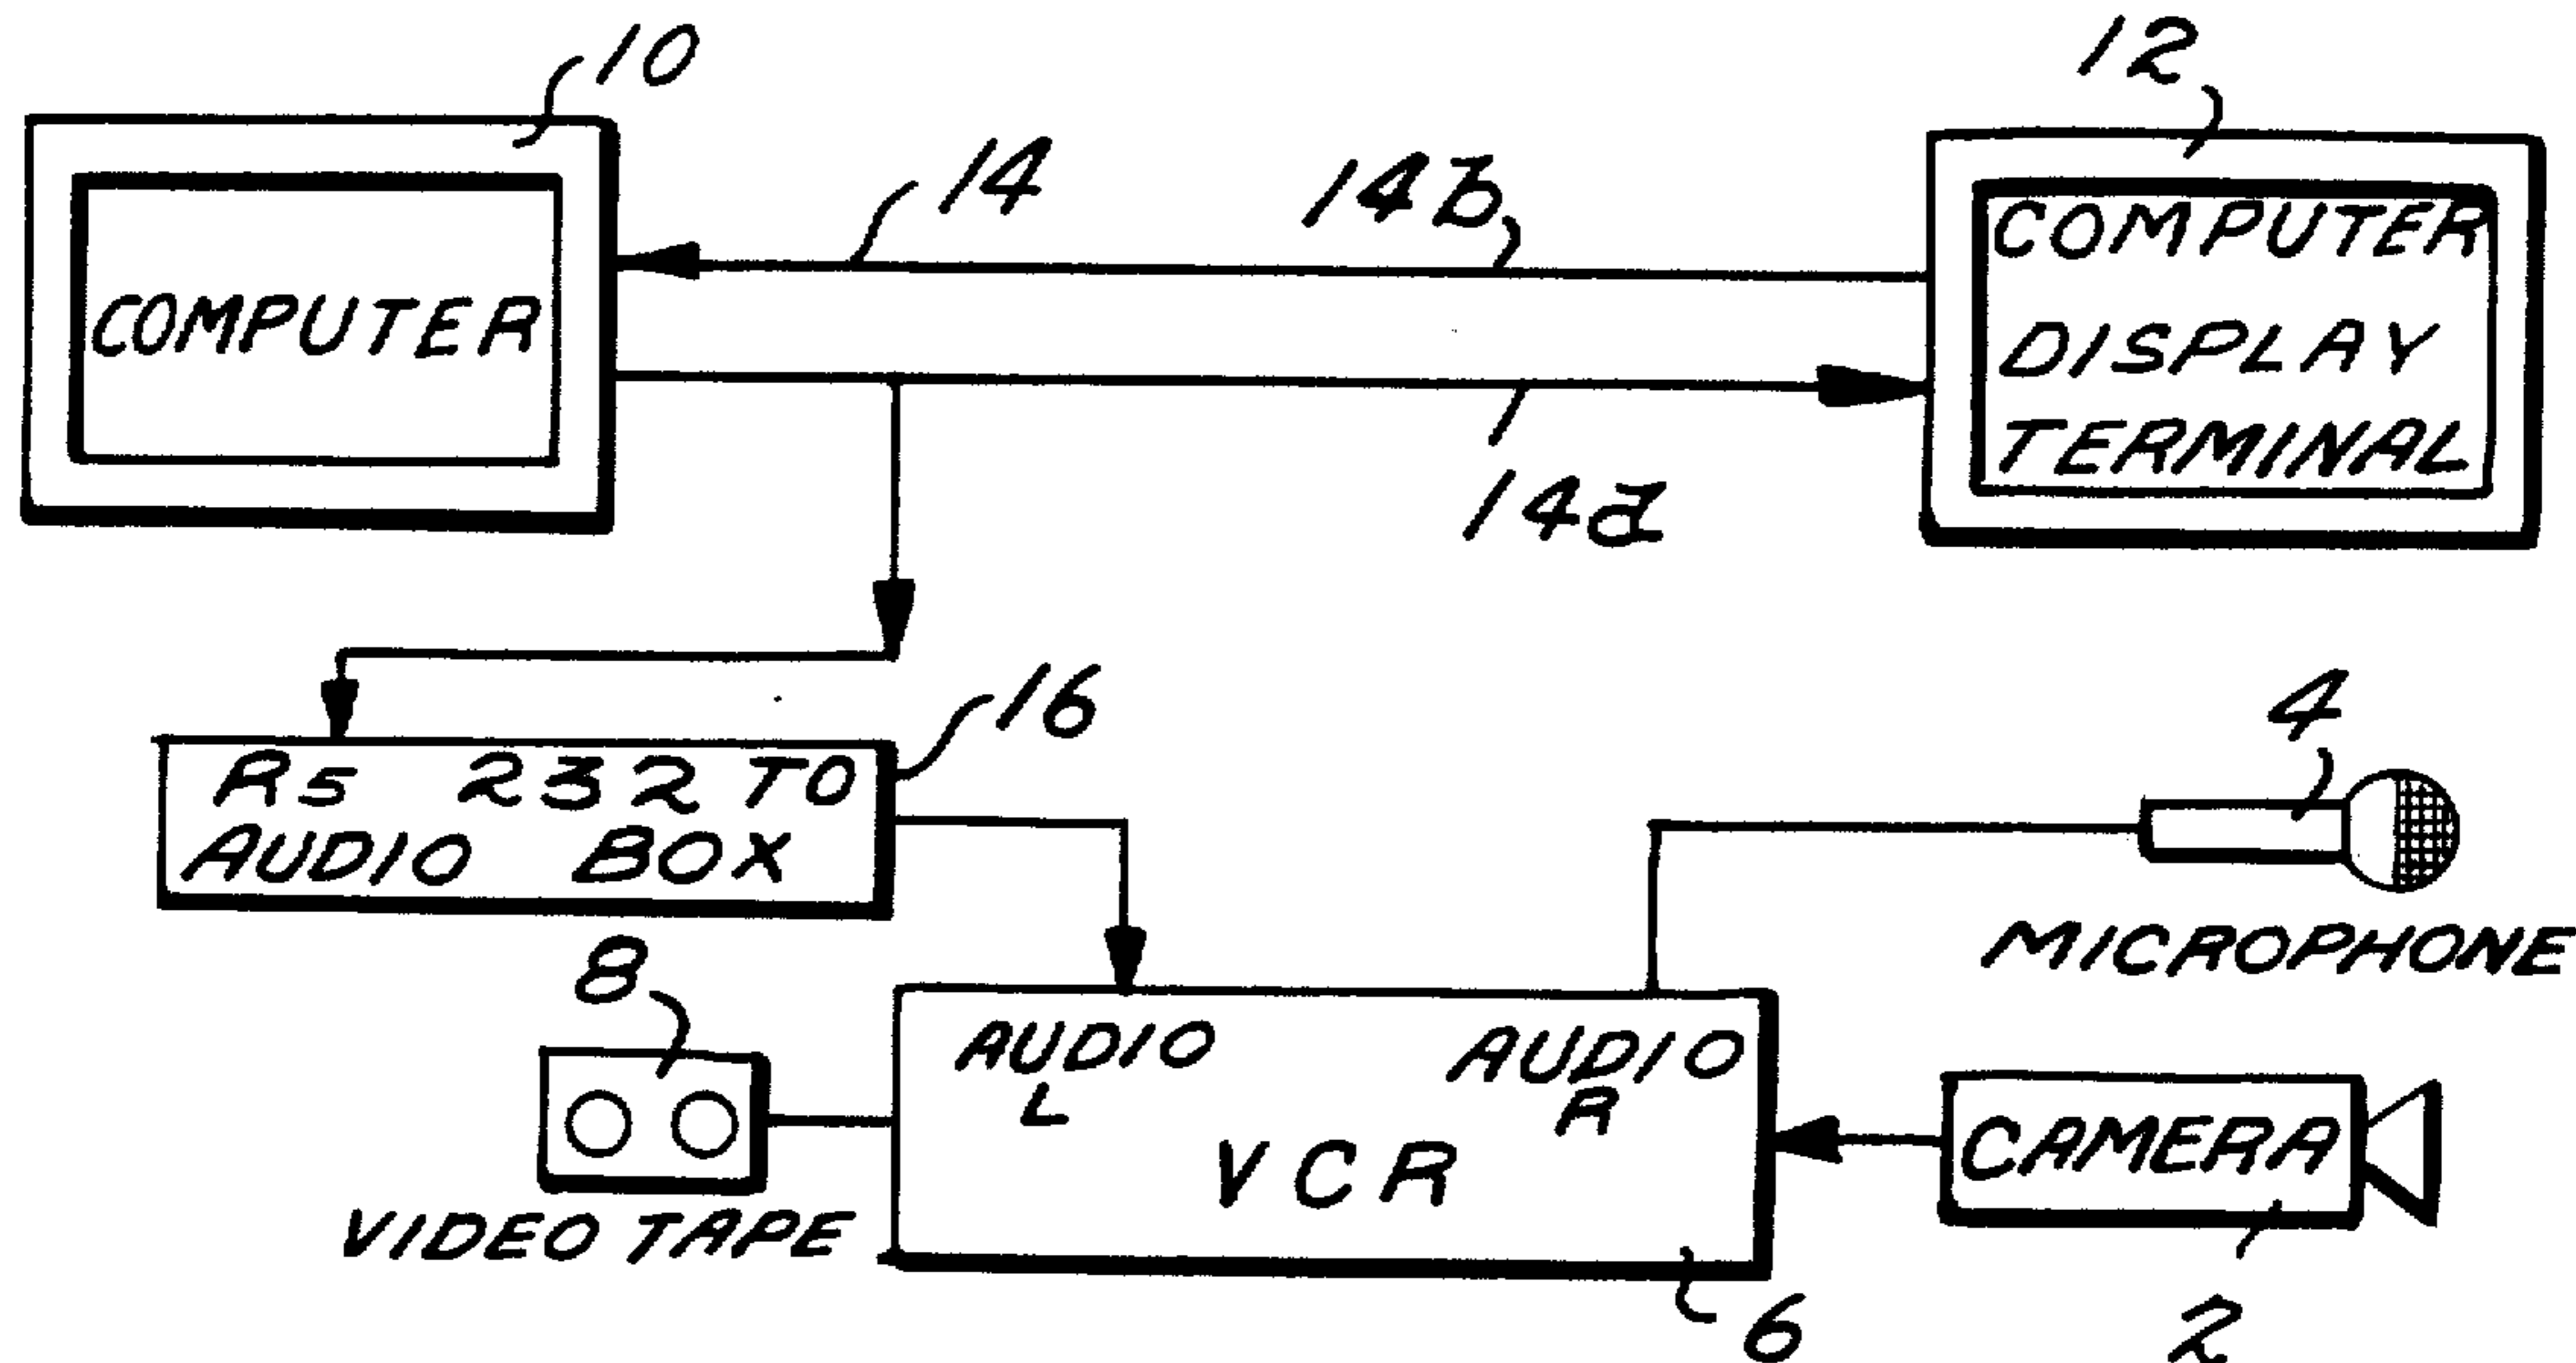 10
12
14
14b
COMPUTER
COMPUTER
DISPLAY
TERMINAL
14a
16
4
RS 232 TO
AUDIO BOX
MICROPHONE
8
AUDIO
L
AUDIO
R
VCR
CAMERA
VIDEO TAPE
6
2